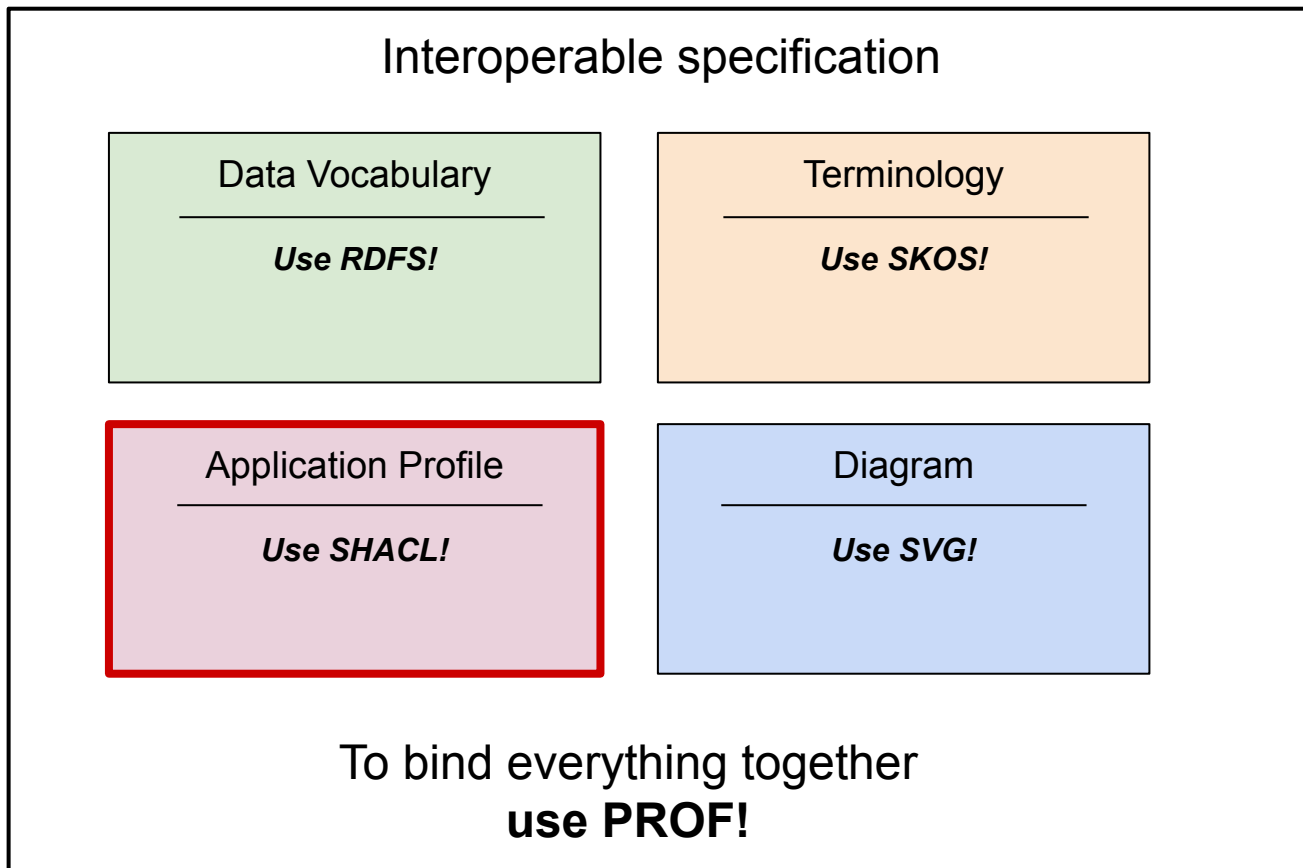 Interoperable specification
Data Vocabulary
Use RDFS!
Terminology
Use SKOS!
Application Profile
Use SHACL!
Diagram
Use SVG!
To bind everything together
use PROF!